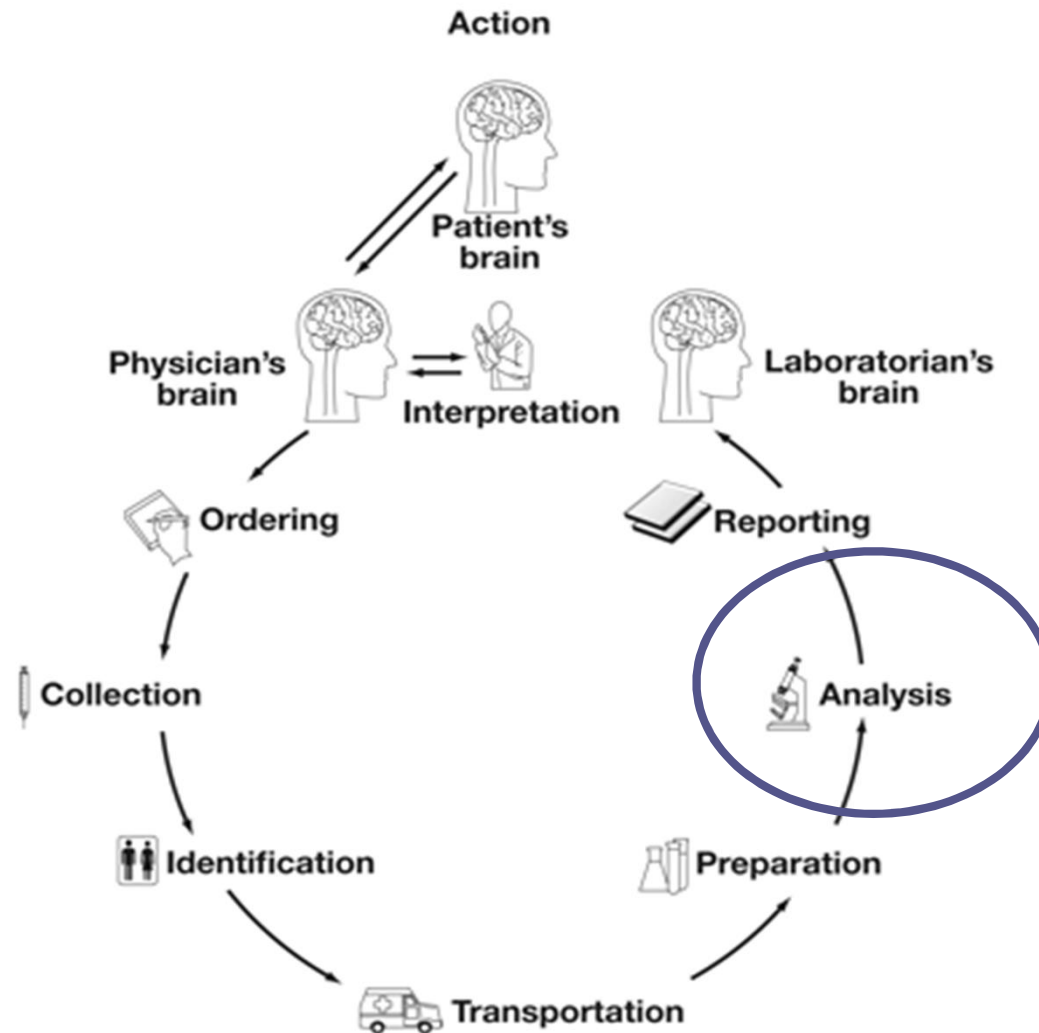 Action
Patient's
brain
Physician's
brain
Interpretation
Laboratorian's
brain
Ordering
Reporting
Collection
Analysis
Identification
Preparation
Transportation